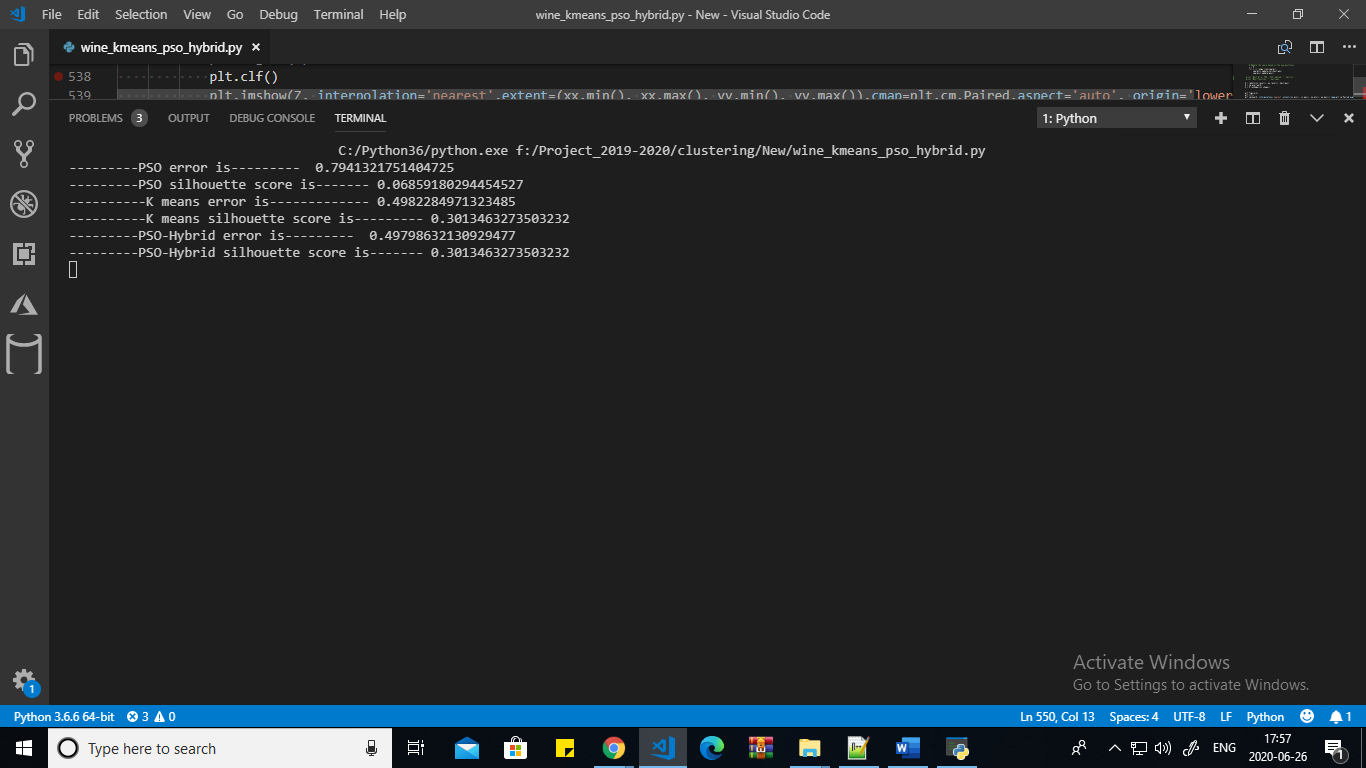 File Edit Selection View Go Debug Terminal Help
wine_kmeans_pso_hybrid.py - New - Visual Studio Code
wine_kmeans_pso_hybrid.py
538 plt.clf()
539 plt.imshow(Z, interpolation='nearest',extent=(xx.min(), xx.max(), yy.min(), yy.max()),cmap=plt.cm.Paired,aspect='auto', origin='lower
PROBLEMS 3 OUTPUT DEBUG CONSOLE TERMINAL
1: Python
C:/Python36/python.exe f:/Project_2019-2020/clustering/New/wine_kmeans_pso_hybrid.py
---------PSO error is--------- 0.7941321751404725
---------PSO silhouette score is------- 0.06859180294454527
----------K means error is------------- 0.4982284971323485
----------K means silhouette score is--------- 0.3013463273503232
---------PSO-Hybrid error is--------- 0.49798632130929477
---------PSO-Hybrid silhouette score is------- 0.3013463273503232
Activate Windows
Go to Settings to activate Windows.
1
Python 3.6.6 64-bit 3 0
Ln 550, Col 13 Spaces: 4 UTF-8 LF Python 1
Type here to search
ENG
17:57
2020-06-26
1